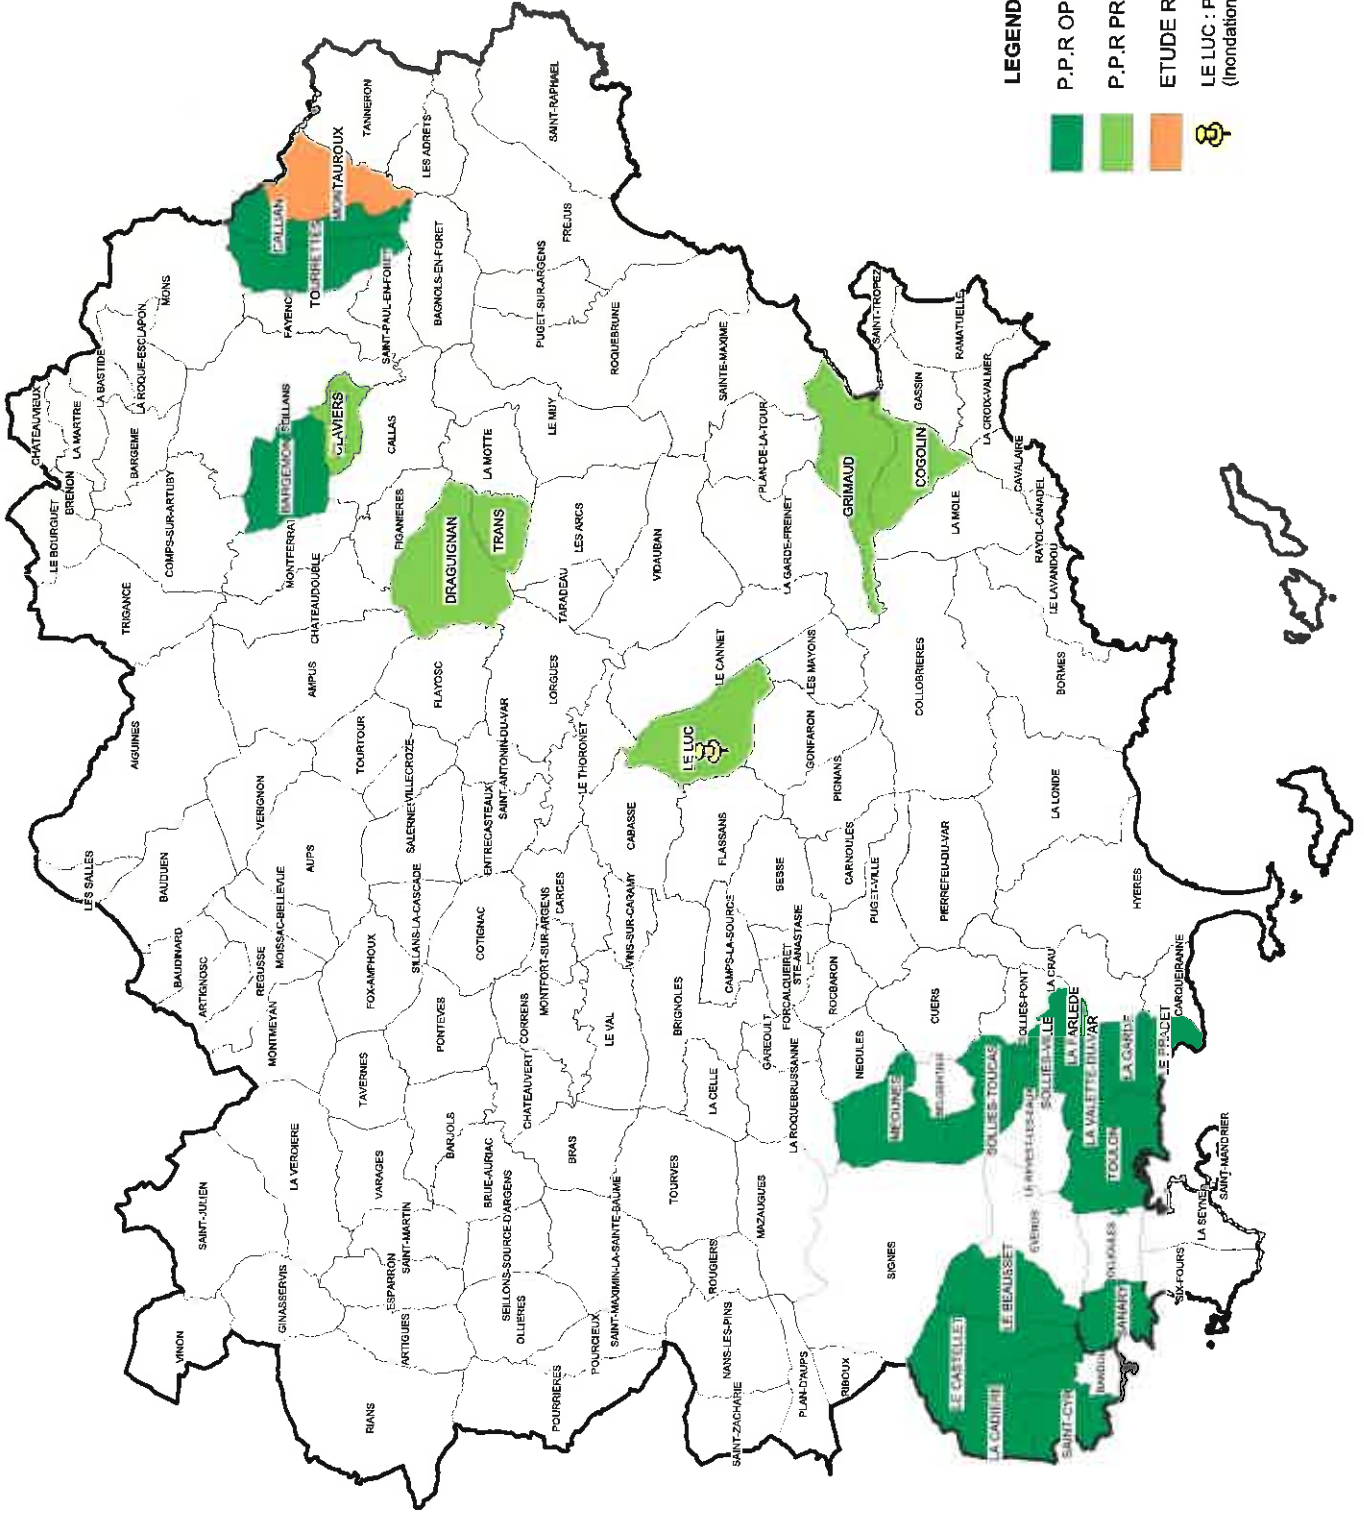 LEGEND
P.P.R OP
P.P.R PR
ETUDE R
LE LUC : P
(Inondation
VINON
SAINT-JULIEN
GINASSERVIS
RIANS
LA VERDIERE
ARTIGUES
ESPARRON
SAINT-MARTIN
VARAGES
TAVERNES
MONTMEYAN
BARJOLS
BRUE-AURIAC
SEILLONS-SOURCE-D'ARGENS
OLLIERES
POURRIERES
POURCIEUX
SAINT-MAXIMIN-LA-SAINTE-BAUME
BRAS
CHATEAUVERT
PONTEVES
FOX-AMPHOUX
REGUSSE
ARTIGNOSC
BAUDINARD
MOISSAC-BELLEVUE
BAUDUEN
LES SALLES
AIGUINES
VERIGNON
AUPS
TOURTOUR
VILLECROZE
SALERNE
SILLANS-LA-CASCADE
COTIGNAC
ENTRECASTEAUX
SAINT-ANTONIN-DU-VAR
MONTFORT-SUR-ARGENS
CORRENS
CARCES
LE VAL
VINS-SUR-CARAMY
CABASSE
LE THORONET
LORGUES
FLAYOSC
AMPUS
CHATEAUDOUBLE
MONTFERRAT
TRIGANCE
COMPS-SUR-ARTUBY
LE BOURGUET
BRENON
CHATEAUVIEUX
LA MARTRE
BARGEME
LA BASTIDE
LA ROQUE-ESCLAPON
MONS
BARGEMON
SEILLANS
CLAVIERS
CALLAS
FIGANIERES
DRAGUIGNAN
TRANS
LA MOTTE
LE MUY
LES ARCS
TARADEAU
VIDAUBAN
FAYENC
TOURRETTES
CALLIAN
MONTAUROUX
TANNERON
LES ADRETS
SAINT-PAUL-EN-FORET
BAGNOLS-EN-FORET
SAINT-RAPHAEL
FREJUS
PUGET-SUR-ARGENS
ROQUEBRUNE
SAINTE-MAXIME
PLAN-DE-LA-TOUR
LA GARDE-FREINET
GRIMAUD
COGOLIN
SAINT-TROPEZ
GASSIN
RAMATUELLE
LA CROIX-VALMER
CAVALAIRE
LA MOLE
RAYOL-CANADEL
LE LAVANDOU
BORMES
COLLOBRIERES
LE CANNET
LES MAYONS
LE LUC
GONFARON
PIGNANS
FLASSANS
BESSE
CARNOULES
PUGET-VILLE
PIERREFEU-DU-VAR
LA LONDE
HYERES
BRIGNOLES
CAMPS-LA-SOURCE
STE-ANASTASIE
FORCALQUEIRET
ROCBARON
GAREOULT
LA CELLE
LA ROQUEBRUSSANNE
NEOULES
CUERS
TOURVES
ROUGIERS
MAZAUGUES
NANS-LES-PINS
SAINT-ZACHARIE
PLAN-D'AUPS
RIBOUX
SIGNES
MEOUNES
BELGENTIER
SOLLIES-TOUCAS
SOLLIES-PONT
SOLLIES-VILLE
LA CRAU
LA FARLEDE
LA VALETTE-DU-VAR
LA GARDE
LE PRADET
CARQUEIRANNE
TOULON
LE REVEST-LES-EAUX
EVENOS
OLLIOULES
LE BEAUSSET
LE CASTELLET
LA CADIERE
SAINT-CYR
BANDOL
SANARY
SIX-FOURS
LA SEYNE
SAINT-MANDRIER